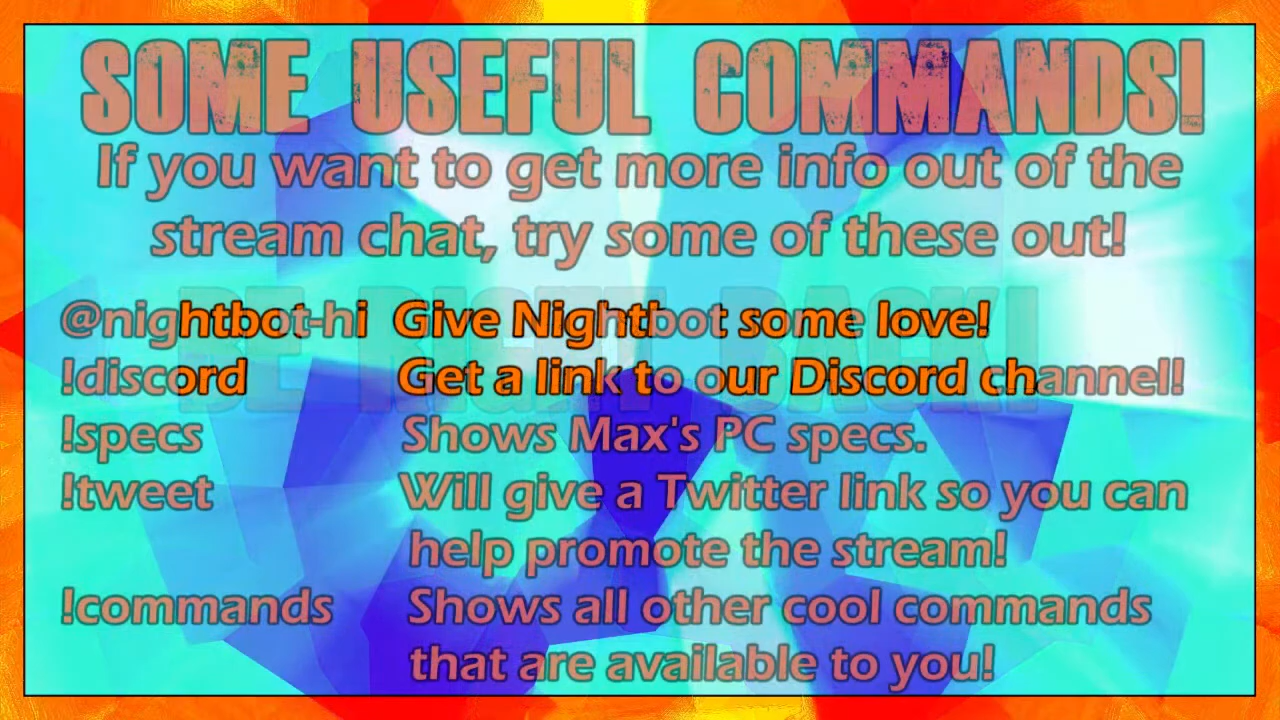 SOME USEFUL COMMANDS!
If you want to get more info out of the
stream chat, try some of these out!
@nightbot-hi Give Nightbot some love!
BE RIGHT BACK!
!discord Get a link to our Discord channel!
!specs Shows Max's PC specs.
!tweet Will give a Twitter link so you can
help promote the stream!
!commands Shows all other cool commands
that are available to you!